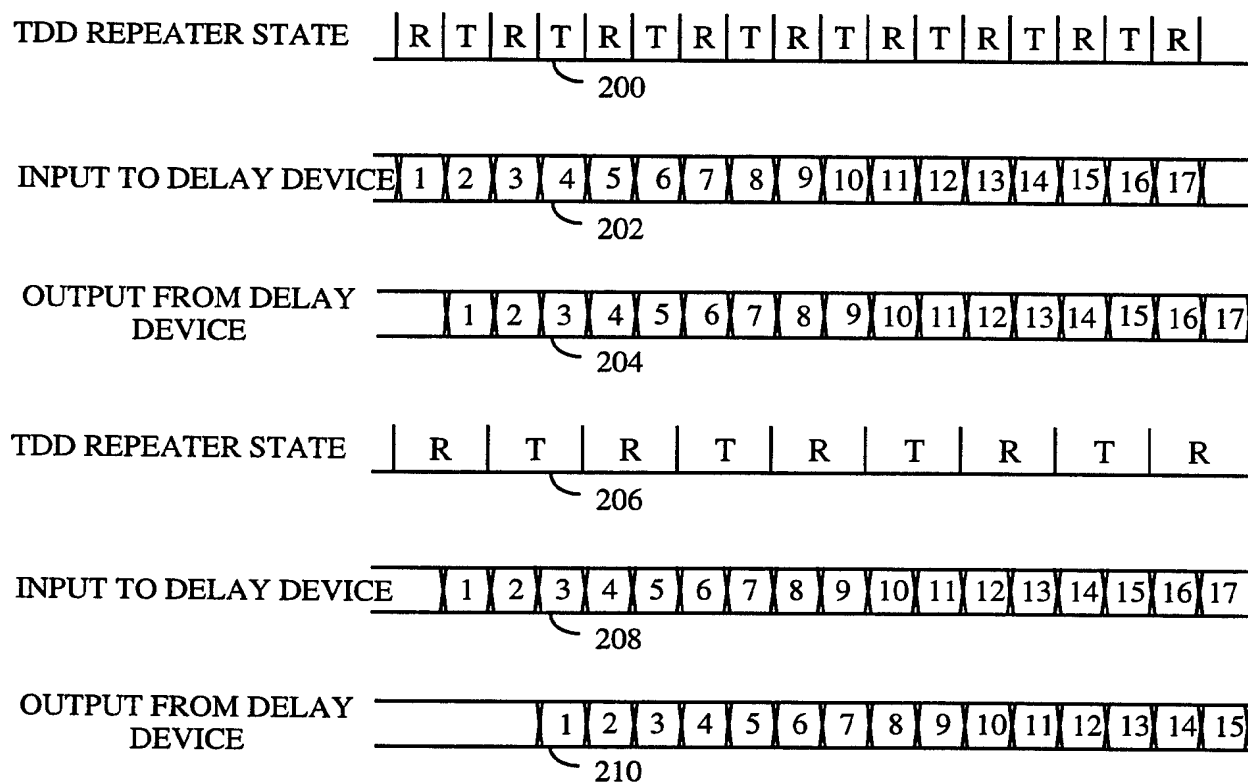 TDD REPEATER STATE R T R T R T R T R T R T R T R T R
200
INPUT TO DELAY DEVICE 1 2 3 4 5 6 7 8 9 10 11 12 13 14 15 16 17
202
OUTPUT FROM DELAY
DEVICE 1 2 3 4 5 6 7 8 9 10 11 12 13 14 15 16 17
204
TDD REPEATER STATE R T R T R T R T R
206
INPUT TO DELAY DEVICE 1 2 3 4 5 6 7 8 9 10 11 12 13 14 15 16 17
208
OUTPUT FROM DELAY
DEVICE 1 2 3 4 5 6 7 8 9 10 11 12 13 14 15
210